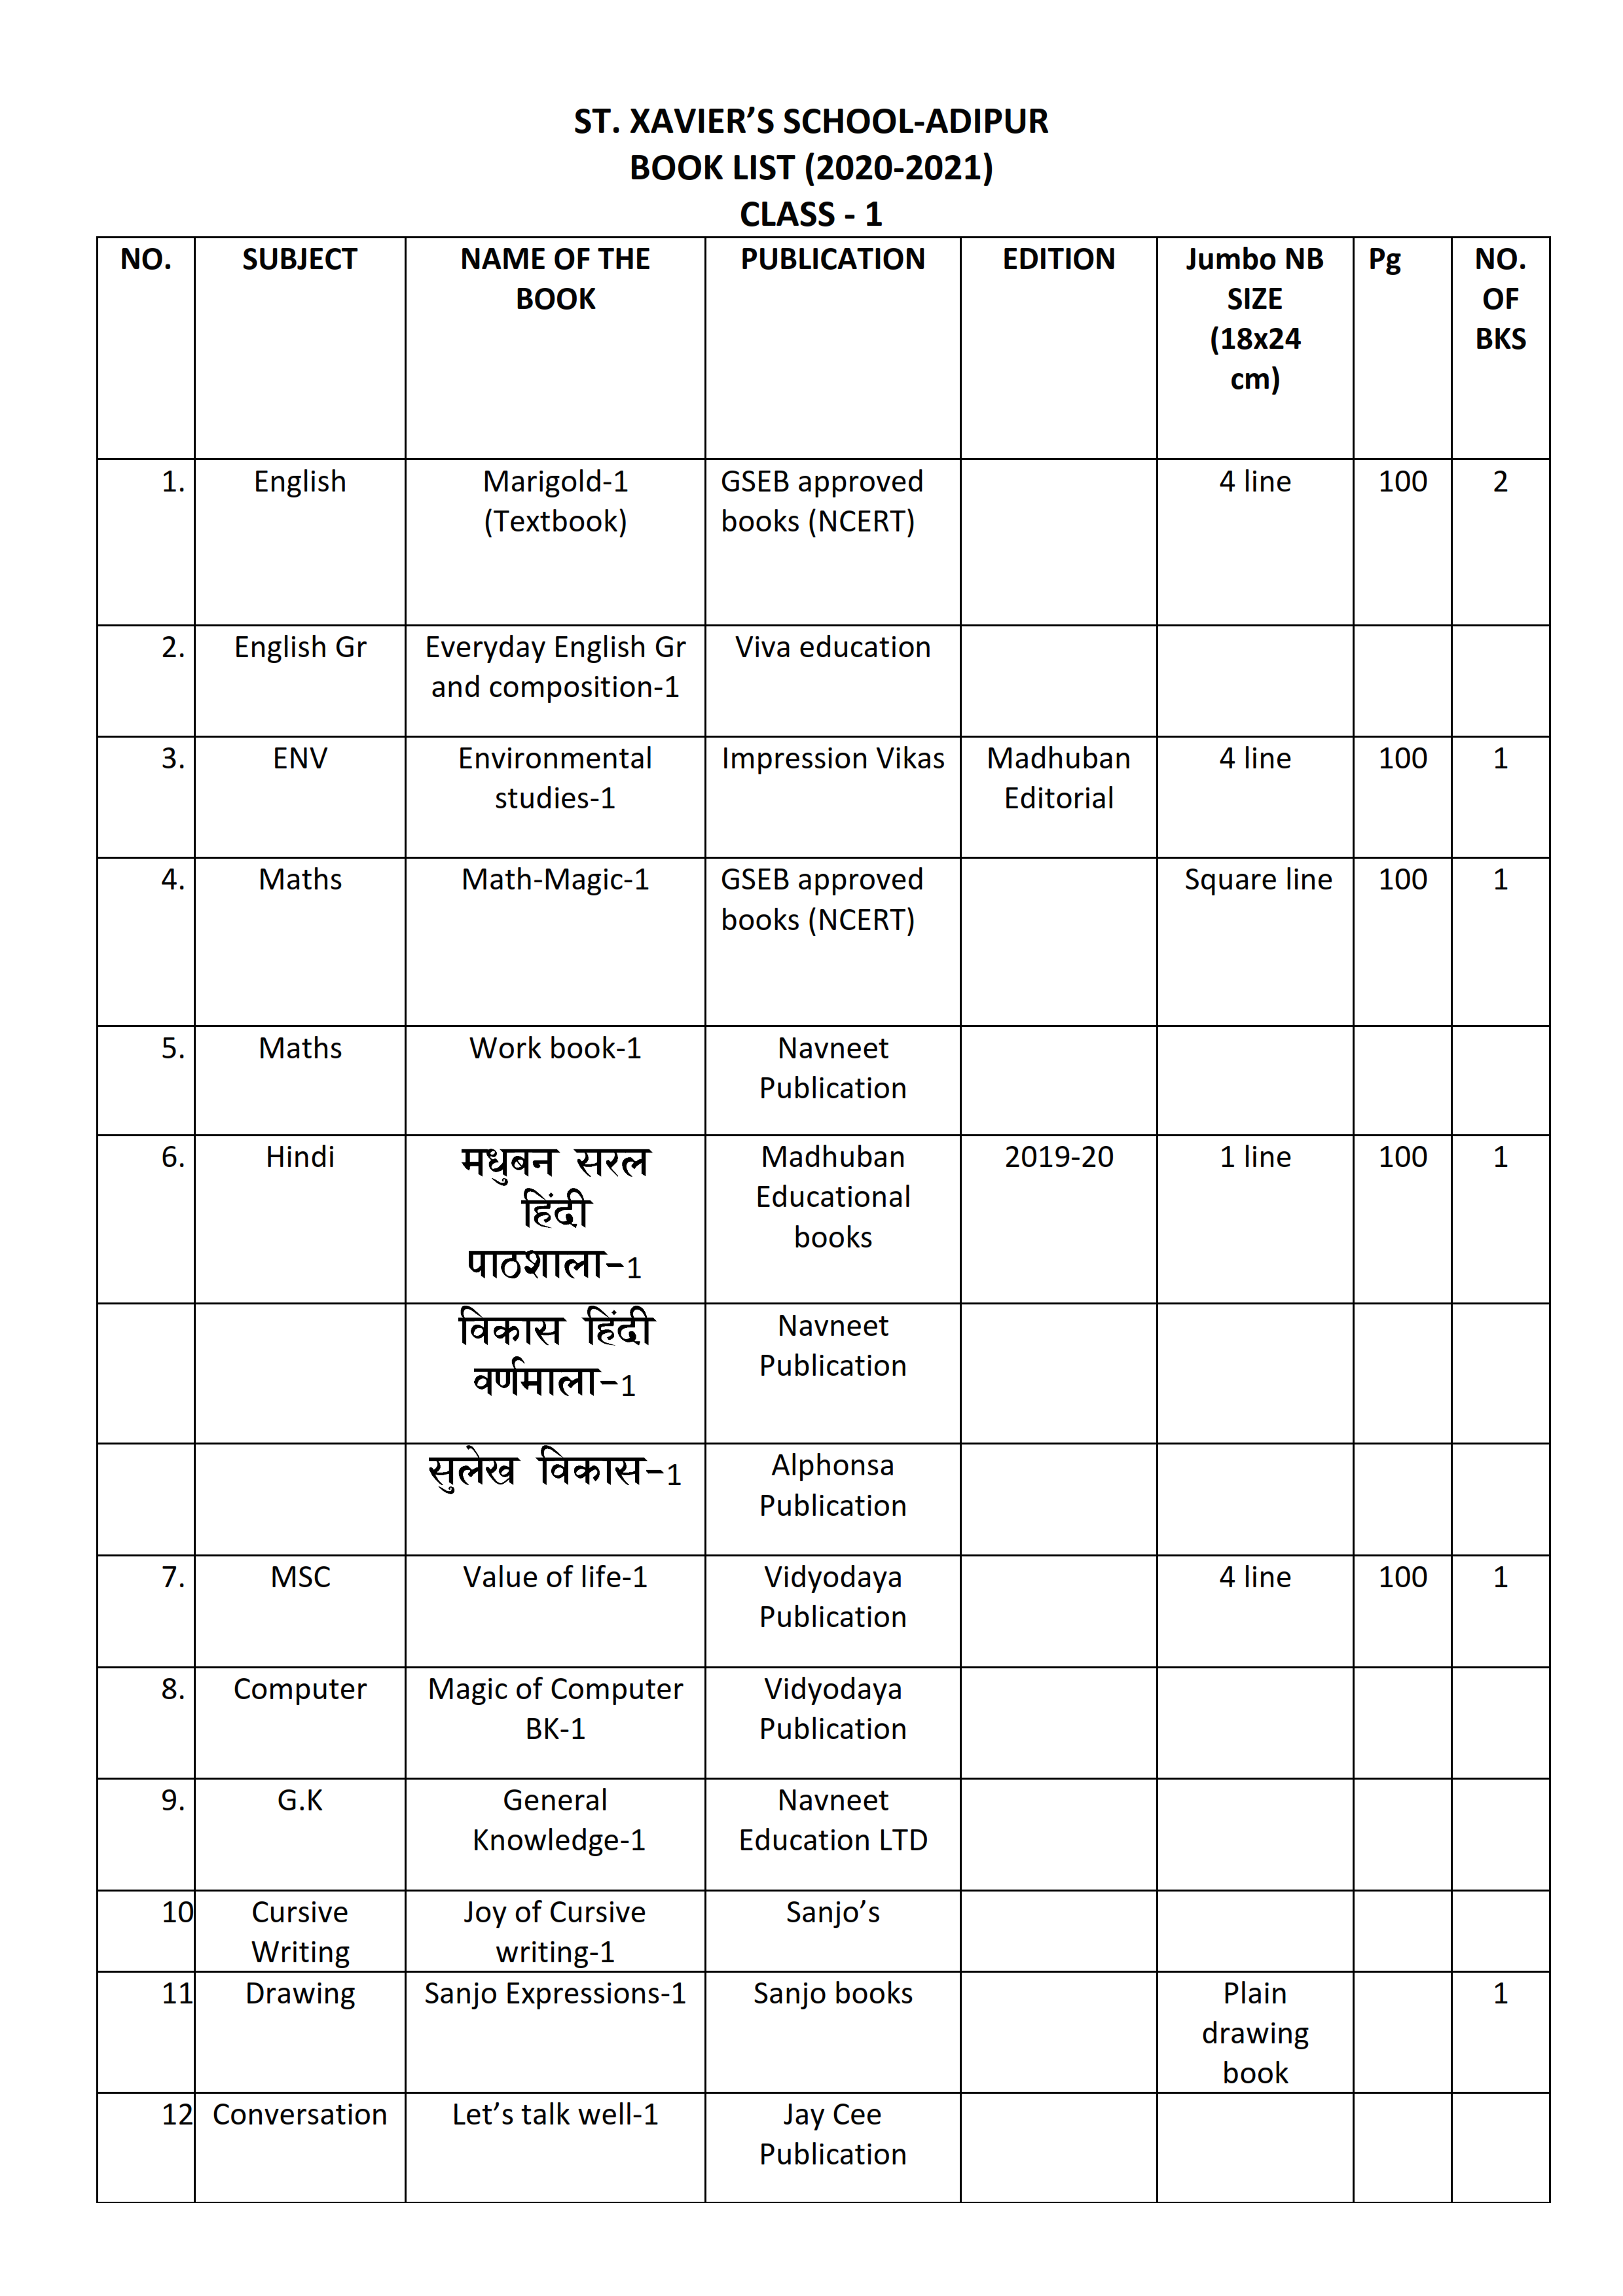 ST. XAVIER’S SCHOOL-ADIPUR
BOOK LIST (2020-2021)
CLASS - 1
NO. SUBJECT NAME OF THE PUBLICATION EDITION Jumbo NB Pg NO.
BOOK SIZE OF
(18x24 BKS
cm)
1. English Marigold-1 GSEB approved 4 line 100 2
(Textbook) books (NCERT)
2. English Gr Everyday English Gr Viva education
and composition-1
3. ENV Environmental Impression Vikas Madhuban 4 line 100 1
studies-1 Editorial
4. Maths Math-Magic-1 GSEB approved Square line 100 1
books (NCERT)
5. Maths Work book-1 Navneet
Publication
6. Hindi मधुबन सरल Madhuban 2019-20 1 line 100 1
हिंदी Educational
पाठशाला-1 books
विकास हिंदी Navneet
वर्णमाला-1 Publication
सुलेख विकास-1 Alphonsa
Publication
7. MSC Value of life-1 Vidyodaya 4 line 100 1
Publication
8. Computer Magic of Computer Vidyodaya
BK-1 Publication
9. G.K General Navneet
Knowledge-1 Education LTD
10 Cursive Joy of Cursive Sanjo’s
Writing writing-1
11 Drawing Sanjo Expressions-1 Sanjo books Plain 1
drawing
book
12 Conversation Let’s talk well-1 Jay Cee
Publication